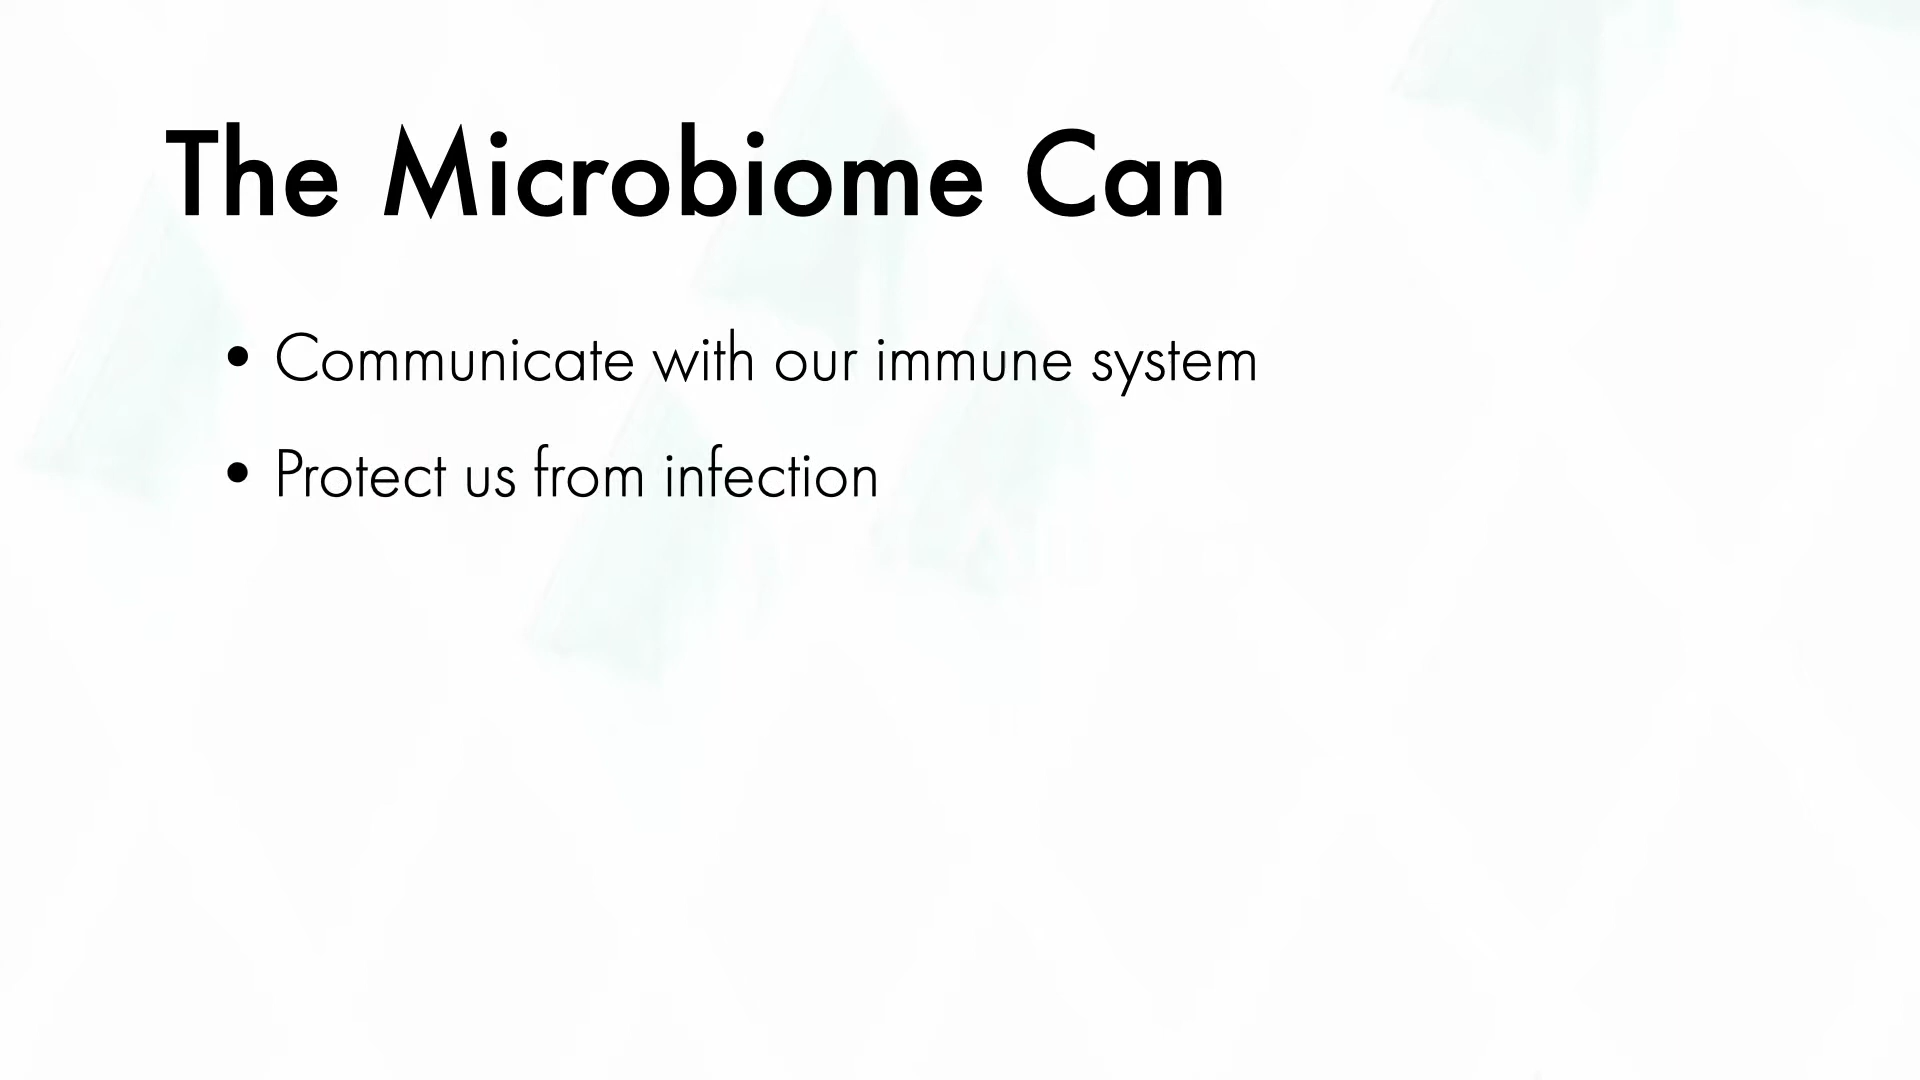 The Microbiome Can
• Communicate with our immune system
• Protect us from infection